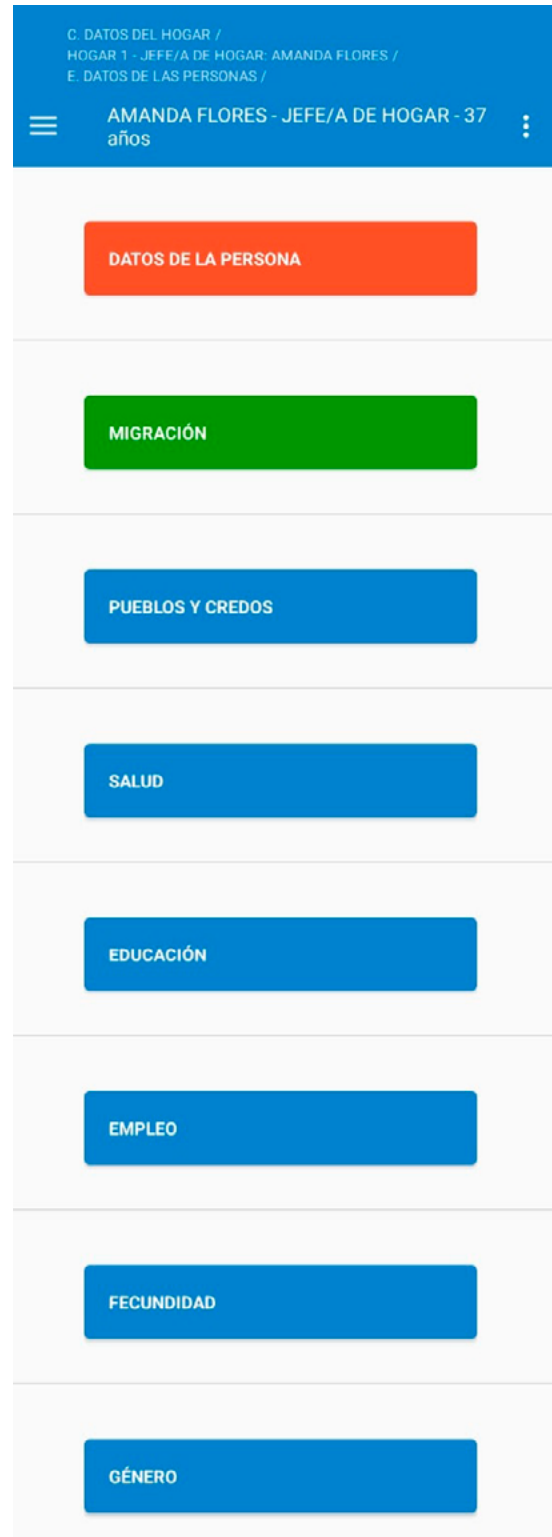 C. DATOS DEL HOGAR /
HOGAR 1 - JEFE/A DE HOGAR: AMANDA FLORES /
E. DATOS DE LAS PERSONAS /
AMANDA FLORES - JEFE/A DE HOGAR - 37
años
DATOS DE LA PERSONA
MIGRACIÓN
PUEBLOS Y CREDOS
SALUD
EDUCACIÓN
EMPLEO
FECUNDIDAD
GÉNERO